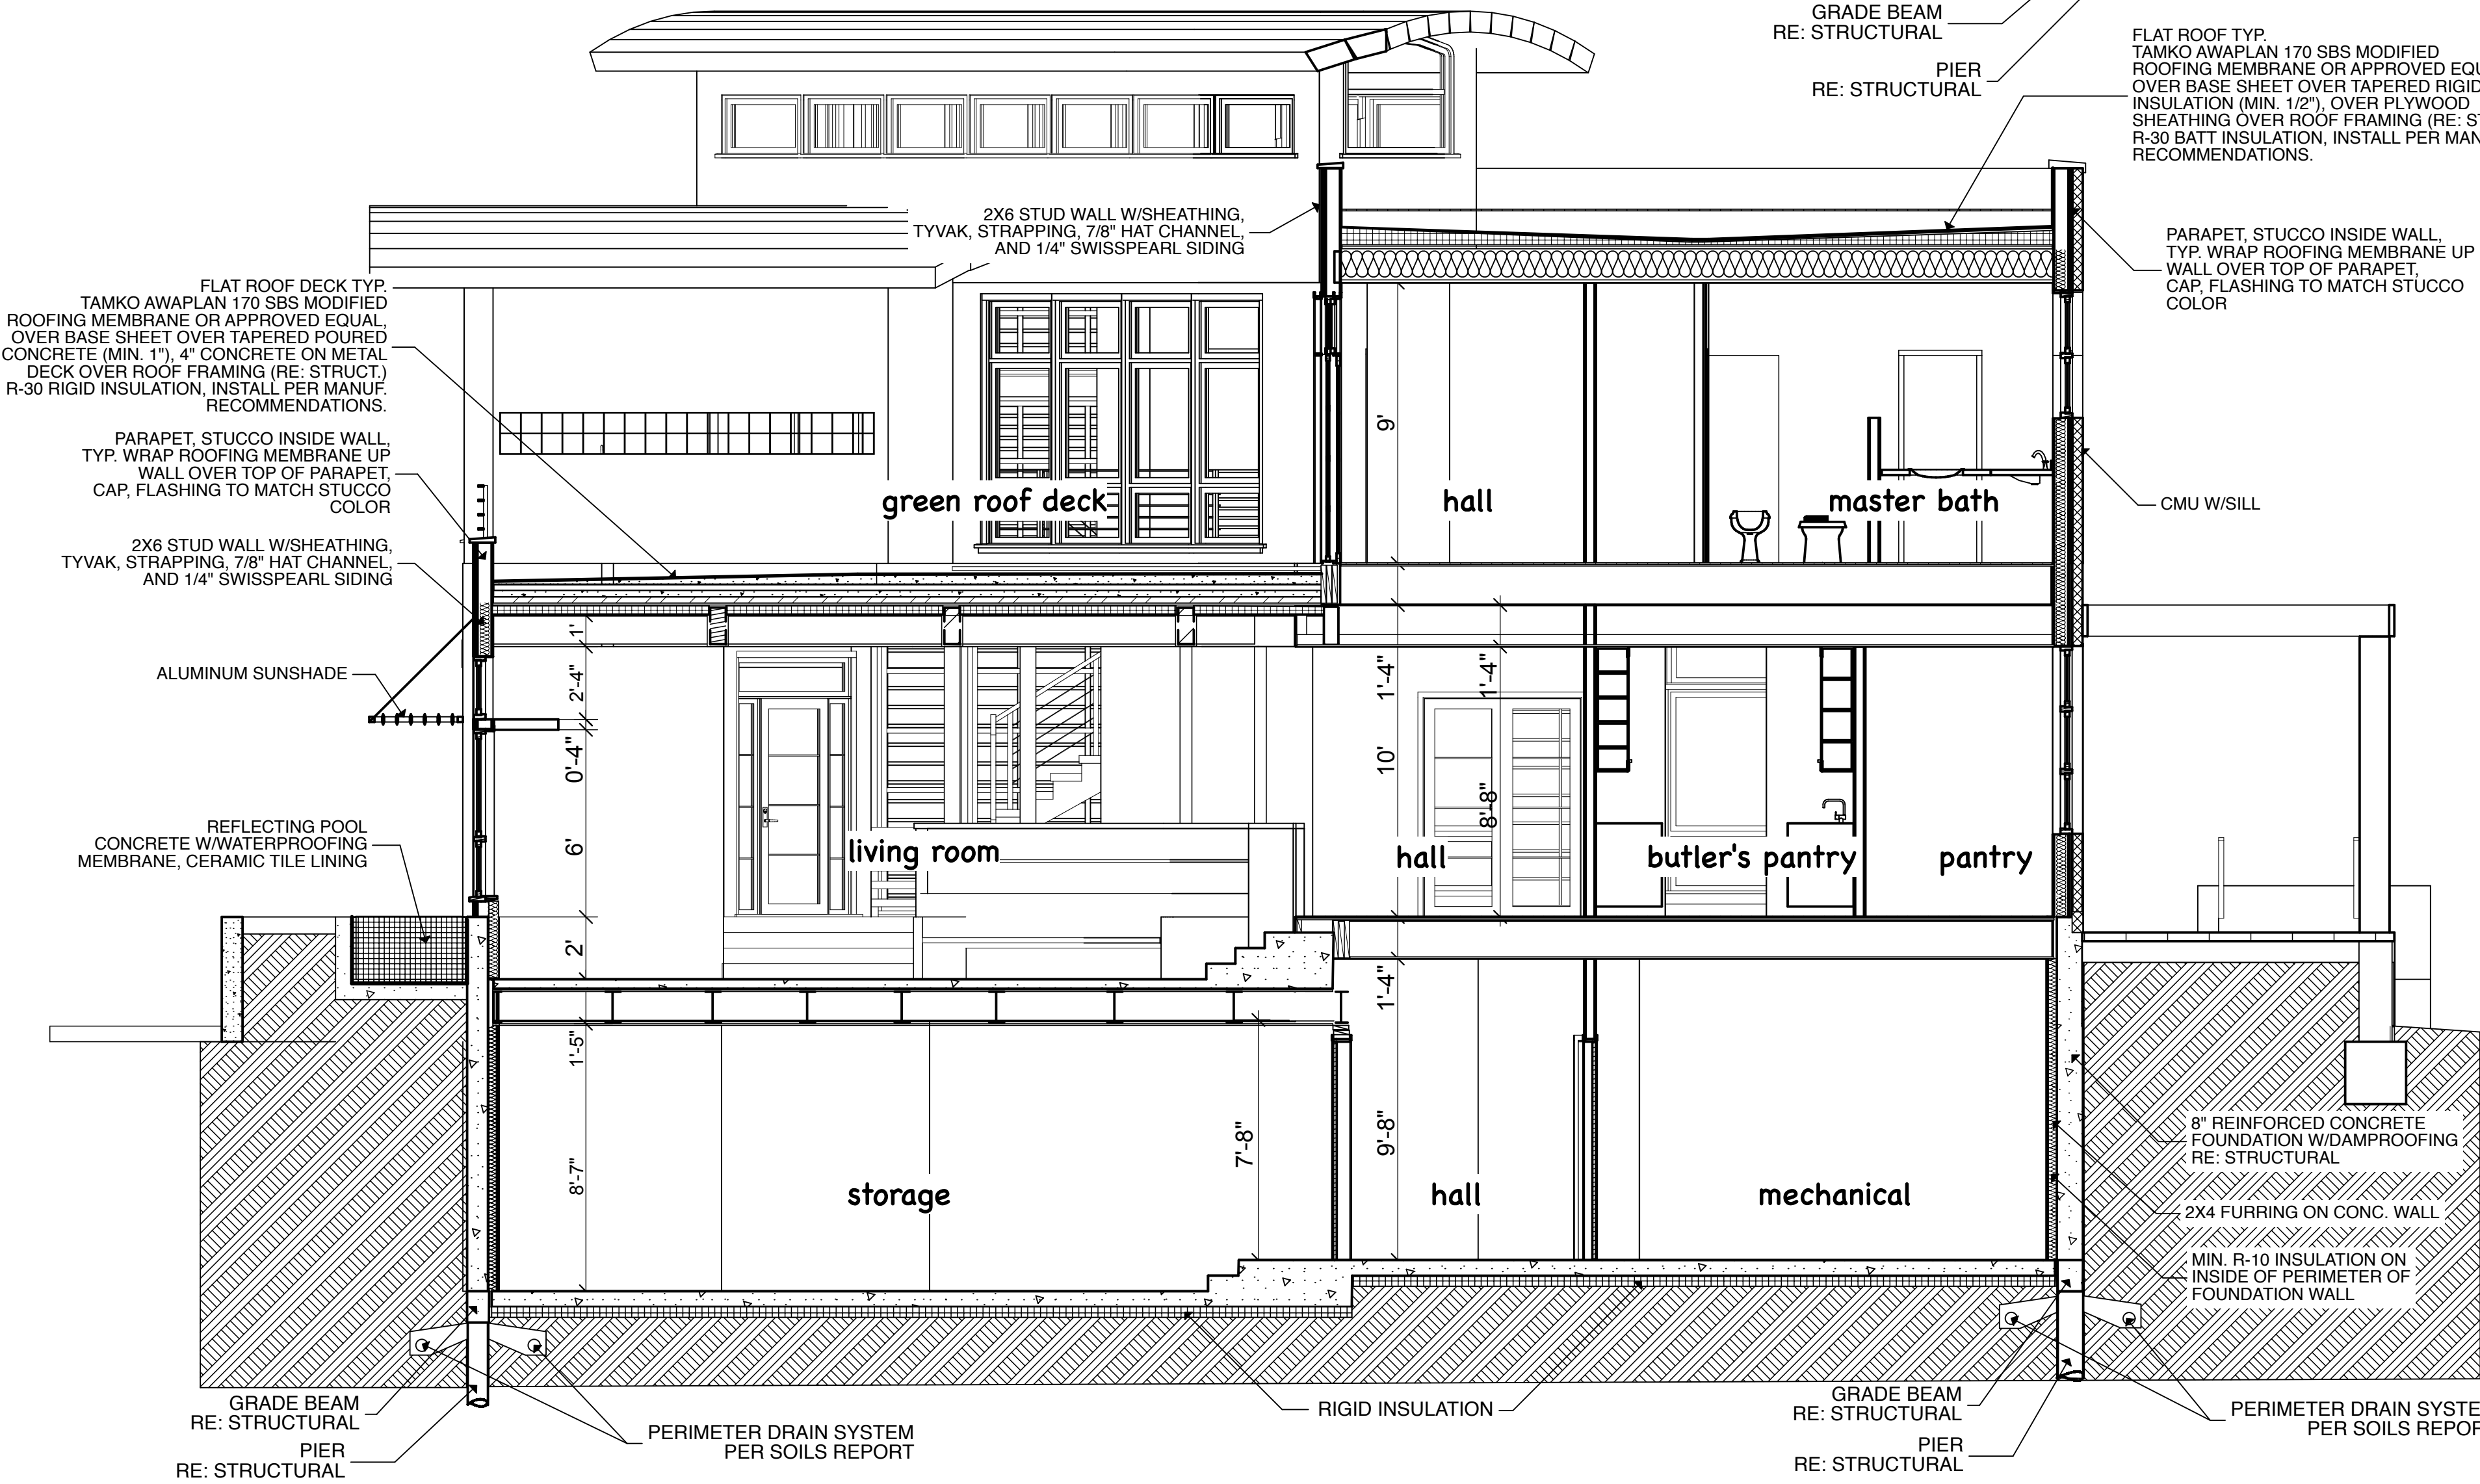 GRADE BEAM
RE: STRUCTURAL
PIER
RE: STRUCTURAL
FLAT ROOF TYP.
TAMKO AWAPLAN 170 SBS MODIFIED
ROOFING MEMBRANE OR APPROVED
OVER BASE SHEET OVER TAPERED RIGID
INSULATION (MIN. 1/2"), OVER PLYWOOD
SHEATHING OVER ROOF FRAMING (RE:
R-30 BATT INSULATION, INSTALL PER
RECOMMENDATIONS.
2X6 STUD WALL W/SHEATHING,
TYVAK, STRAPPING, 7/8" HAT CHANNEL,
AND 1/4" SWISSPEARL SIDING
PARAPET, STUCCO INSIDE WALL,
TYP. WRAP ROOFING MEMBRANE UP
WALL OVER TOP OF PARAPET,
CAP, FLASHING TO MATCH STUCCO
COLOR
FLAT ROOF DECK TYP.
TAMKO AWAPLAN 170 SBS MODIFIED
ROOFING MEMBRANE OR APPROVED EQUAL,
OVER BASE SHEET OVER TAPERED POURED
CONCRETE (MIN. 1"), 4" CONCRETE ON METAL
DECK OVER ROOF FRAMING (RE: STRUCT.)
R-30 RIGID INSULATION, INSTALL PER MANUF.
RECOMMENDATIONS.
PARAPET, STUCCO INSIDE WALL,
TYP. WRAP ROOFING MEMBRANE UP
WALL OVER TOP OF PARAPET,
CAP, FLASHING TO MATCH STUCCO
COLOR
9'
green roof deck
hall
master bath
CMU W/SILL
2X6 STUD WALL W/SHEATHING,
TYVAK, STRAPPING, 7/8" HAT CHANNEL,
AND 1/4" SWISSPEARL SIDING
1'
ALUMINUM SUNSHADE
2'-4"
1'-4"
1'-4"
0'-4"
10'
8'-8"
REFLECTING POOL
CONCRETE W/WATERPROOFING
MEMBRANE, CERAMIC TILE LINING
6'
living room
hall
butler's pantry
pantry
2'
1'-4"
1'-5"
8'-7"
7'-8"
9'-8"
storage
hall
mechanical
8" REINFORCED CONCRETE
FOUNDATION W/DAMPROOFING
RE: STRUCTURAL
2X4 FURRING ON CONC. WALL
MIN. R-10 INSULATION ON
INSIDE OF PERIMETER OF
FOUNDATION WALL
GRADE BEAM
RE: STRUCTURAL
PIER
RE: STRUCTURAL
PERIMETER DRAIN SYSTEM
PER SOILS REPORT
RIGID INSULATION
GRADE BEAM
RE: STRUCTURAL
PIER
RE: STRUCTURAL
PERIMETER DRAIN
PER SOILS